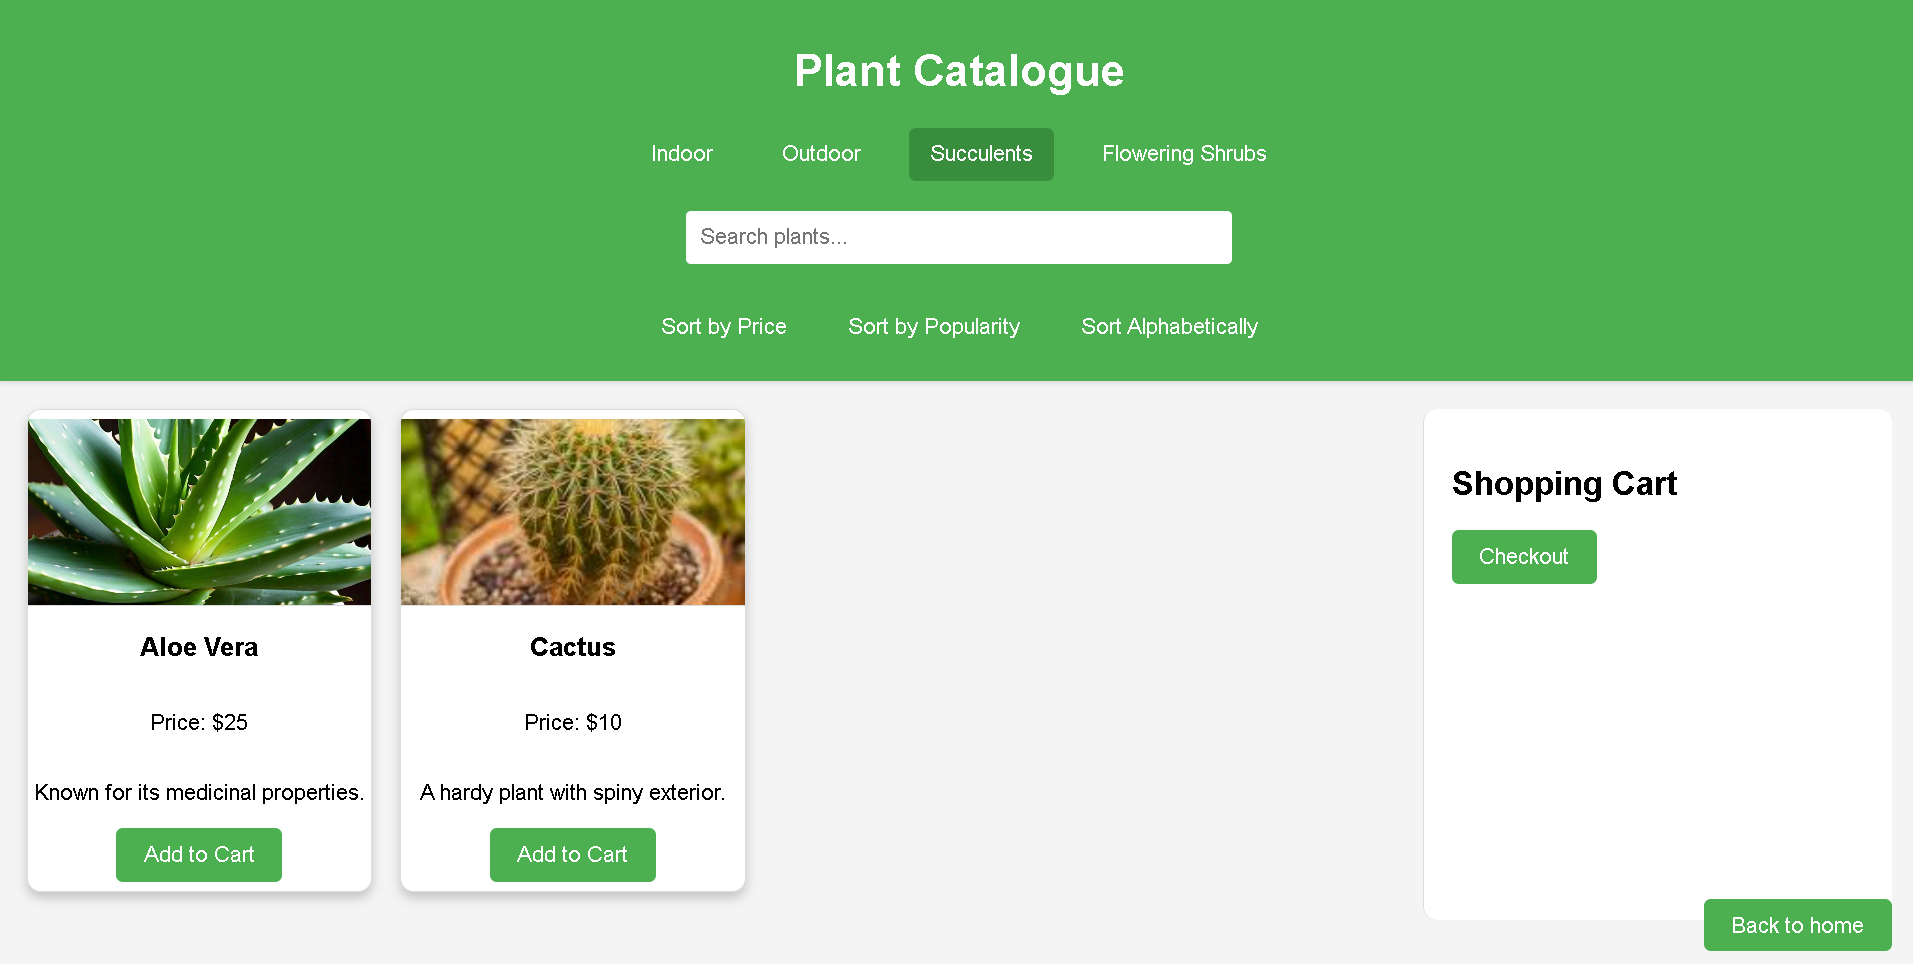 Plant Catalogue
Indoor
Outdoor
Succulents
Flowering Shrubs
Search plants...
Sort by Price
Sort by Popularity
Sort Alphabetically
Aloe Vera
Price: $25
Known for its medicinal properties.
Add to Cart
Cactus
Price: $10
A hardy plant with spiny exterior.
Add to Cart
Shopping Cart
Checkout
Back to home